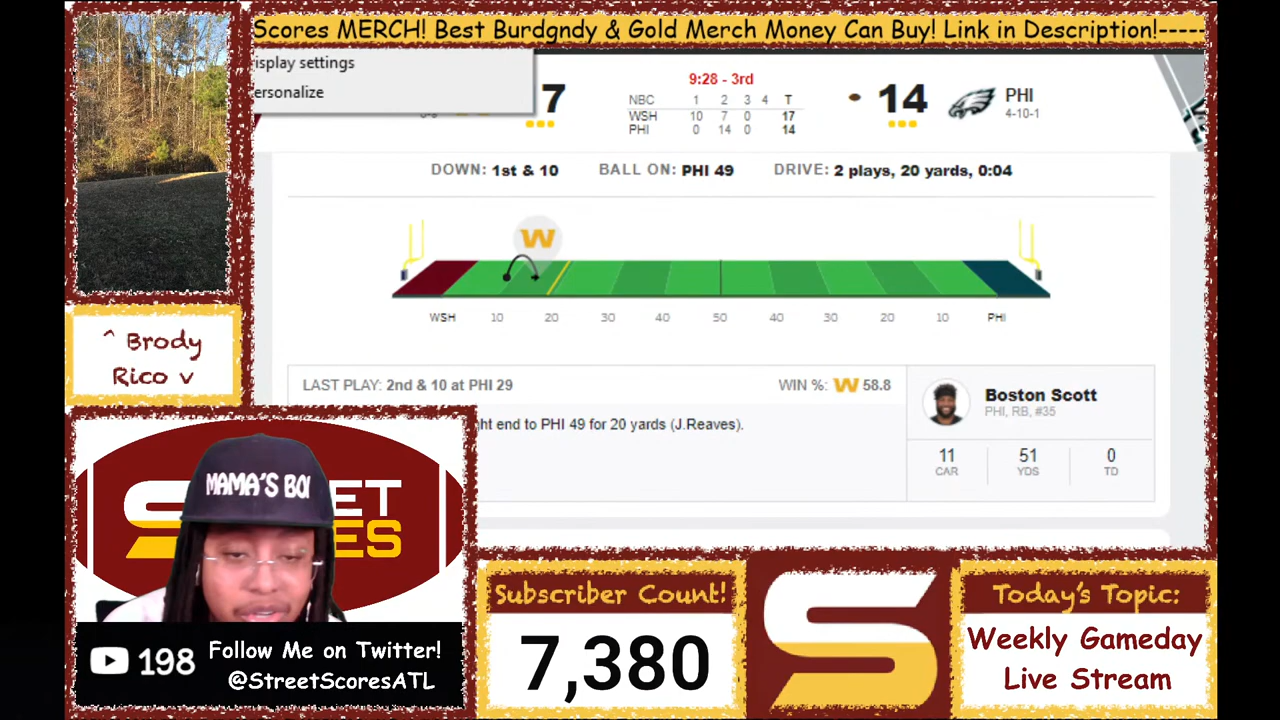 Scores MERCH! Best Burdgndy & Gold Merch Money Can Buy! Link in Description!-----
isplay settings
ersonalize
7
9:28 - 3rd
NBC 1 2 3 4 T
WSH 10 7 0 17
PHI 0 14 0 14
14
PHI
4-10-1
DOWN: 1st & 10
BALL ON: PHI 49
DRIVE: 2 plays, 20 yards, 0:04
W
WSH 10 20 30 40 50 40 30 20 10 PHI
^ Brody
Rico v
LAST PLAY: 2nd & 10 at PHI 29
WIN %: W 58.8
ht end to PHI 49 for 20 yards (J.Reaves).
Boston Scott
PHI, RB, #35
11 51 0
CAR YDS TD
MAMA'S BOI
ET
ES
198
Follow Me on Twitter!
@StreetScoresATL
Subscriber Count!
7,380
S
Today's Topic:
Weekly Gameday
Live Stream